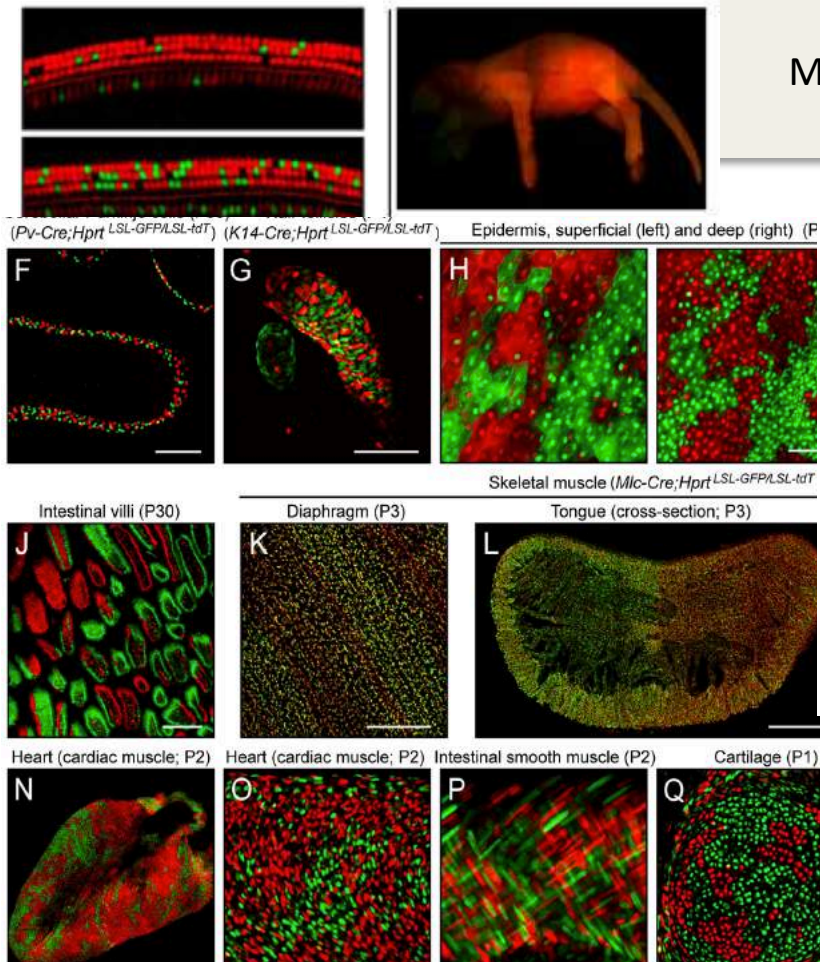 M
(Pv-Cre;Hprt LSL-GFP/LSL-tdT)
(K14-Cre;Hprt LSL-GFP/LSL-tdT)
Epidermis, superficial (left) and deep (right) (P
F
G
H
Skeletal muscle (Mlc-Cre;Hprt LSL-GFP/LSL-tdT
Intestinal villi (P30)
Diaphragm (P3)
Tongue (cross-section; P3)
J
K
L
Heart (cardiac muscle; P2)
Heart (cardiac muscle; P2)
Intestinal smooth muscle (P2)
Cartilage (P1)
N
O
P
Q